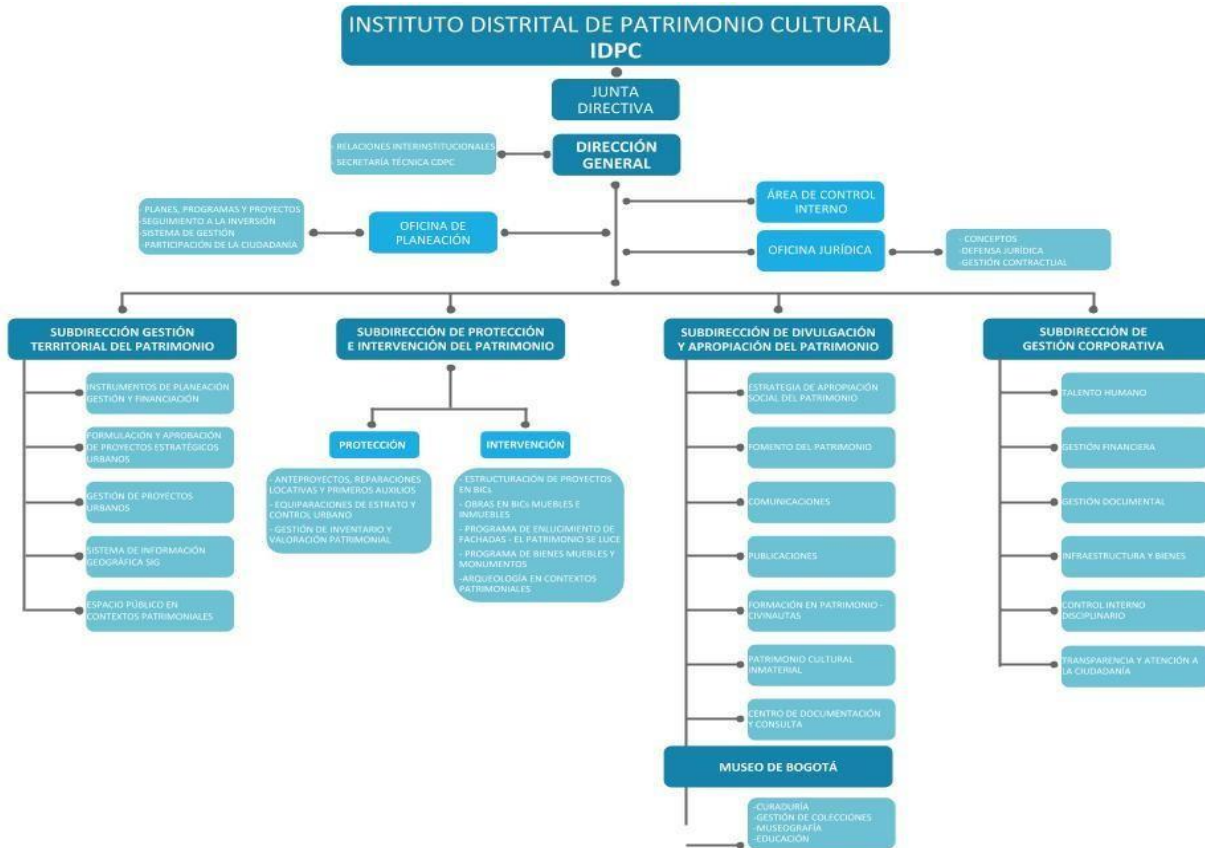 INSTITUTO DISTRITAL DE PATRIMONIO CULTURAL
IDPC
JUNTA
DIRECTIVA
- RELACIONES INTERINSTITUCIONALES
- SECRETARÍA TÉCNICA CDPC
DIRECCIÓN
GENERAL
ÁREA DE CONTROL
INTERNO
- PLANES, PROGRAMAS Y PROYECTOS
-SEGUIMIENTO A LA INVERSIÓN
-SISTEMA DE GESTIÓN
-PARTICIPACIÓN DE LA CIUDADANÍA
OFICINA DE
PLANEACIÓN
OFICINA JURÍDICA
- CONCEPTOS
- DEFENSA JURÍDICA
-GESTIÓN CONTRACTUAL
SUBDIRECCIÓN GESTIÓN
TERRITORIAL DEL PATRIMONIO
INSTRUMENTOS DE PLANEACIÓN
GESTIÓN Y FINANCIACIÓN
FORMULACIÓN Y APROBACIÓN
DE PROYECTOS ESTRATÉGICOS
URBANOS
GESTIÓN DE PROYECTOS
URBANOS
SISTEMA DE INFORMACIÓN
GEOGRÁFICA SIG
ESPACIO PÚBLICO EN
CONTEXTOS PATRIMONIALES
SUBDIRECCIÓN DE PROTECCIÓN
E INTERVENCIÓN DEL PATRIMONIO
PROTECCIÓN
- ANTEPROYECTOS, REPARACIONES
LOCATIVAS Y PRIMEROS AUXILIOS
- EQUIPARACIONES DE ESTRATO Y
CONTROL URBANO
- GESTIÓN DE INVENTARIO Y
VALORACIÓN PATRIMONIAL
INTERVENCIÓN
- ESTRUCTURACIÓN DE PROYECTOS
EN BICs
- OBRAS EN BICs MUEBLES E
INMUEBLES
- PROGRAMA DE ENLUCIMIENTO DE
FACHADAS - EL PATRIMONIO SE LUCE
- PROGRAMA DE BIENES MUEBLES Y
MONUMENTOS
-ARQUEOLOGÍA EN CONTEXTOS
PATRIMONIALES
SUBDIRECCIÓN DE DIVULGACIÓN
Y APROPIACIÓN DEL PATRIMONIO
ESTRATEGIA DE APROPIACIÓN
SOCIAL DEL PATRIMONIO
FOMENTO DEL PATRIMONIO
COMUNICACIONES
PUBLICACIONES
FORMACIÓN EN PATRIMONIO -
CIVINAUTAS
PATRIMONIO CULTURAL
INMATERIAL
CENTRO DE DOCUMENTACIÓN
Y CONSULTA
MUSEO DE BOGOTÁ
-CURADURÍA
-GESTIÓN DE COLECCIONES
-MUSEOGRAFÍA
-EDUCACIÓN
SUBDIRECCIÓN DE
GESTIÓN CORPORATIVA
TALENTO HUMANO
GESTIÓN FINANCIERA
GESTIÓN DOCUMENTAL
INFRAESTRUCTURA Y BIENES
CONTROL INTERNO
DISCIPLINARIO
TRANSPARENCIA Y ATENCIÓN A
LA CIUDADANÍA